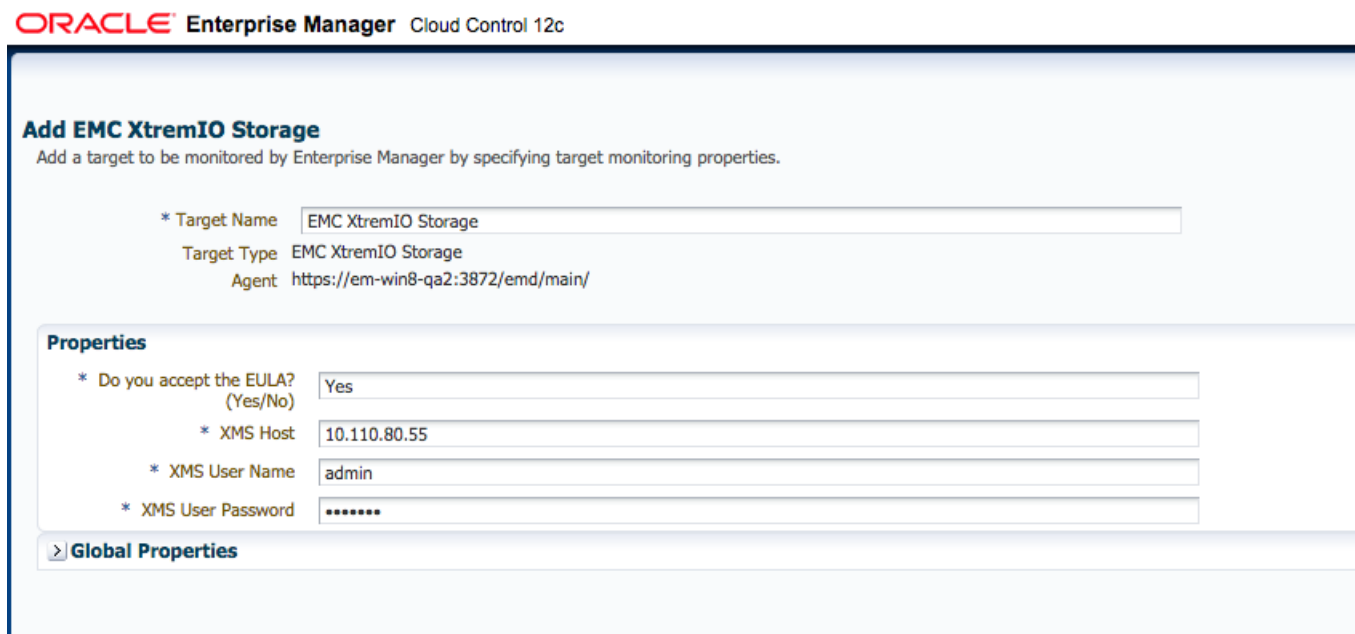 ORACLE Enterprise Manager Cloud Control 12c
Add EMC XtremIO Storage
Add a target to be monitored by Enterprise Manager by specifying target monitoring properties.
* Target Name EMC XtremIO Storage
Target Type EMC XtremIO Storage
Agent https://em-win8-qa2:3872/emd/main/
Properties
* Do you accept the EULA? Yes
(Yes/No)
* XMS Host 10.110.80.55
* XMS User Name admin
* XMS User Password •••••••
> Global Properties